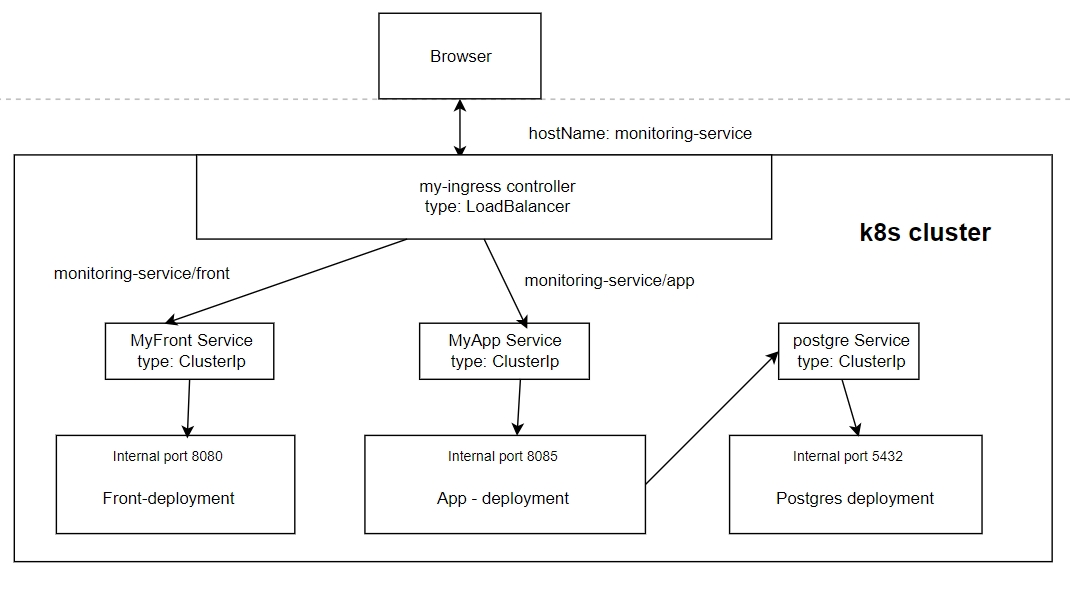 Browser
hostName: monitoring-service
my-ingress controller
type: LoadBalancer
k8s cluster
monitoring-service/front
monitoring-service/app
MyFront Service
type: ClusterIp
MyApp Service
type: ClusterIp
postgre Service
type: ClusterIp
Internal port 8080
Front-deployment
Internal port 8085
App - deployment
Internal port 5432
Postgres deployment